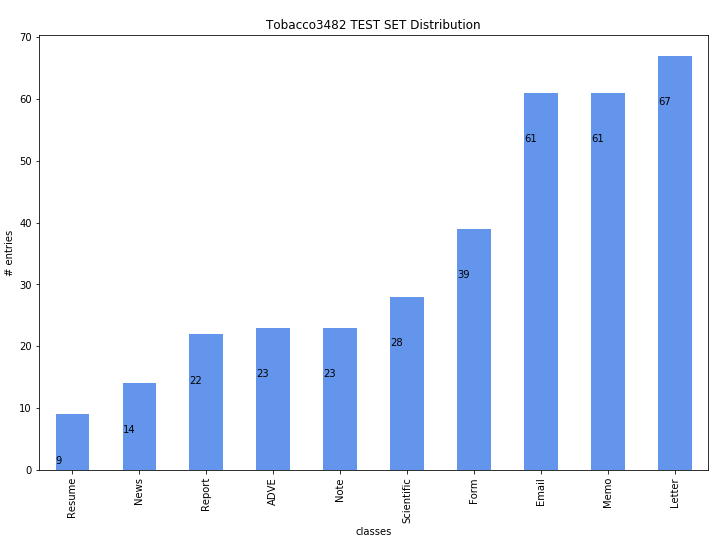 Tobacco3482 TEST SET Distribution
70
60
50
40
30
20
10
0
# entries
9
14
22
23
23
28
39
61
61
67
Resume
News
Report
ADVE
Note
Scientific
Form
Email
Memo
Letter
classes